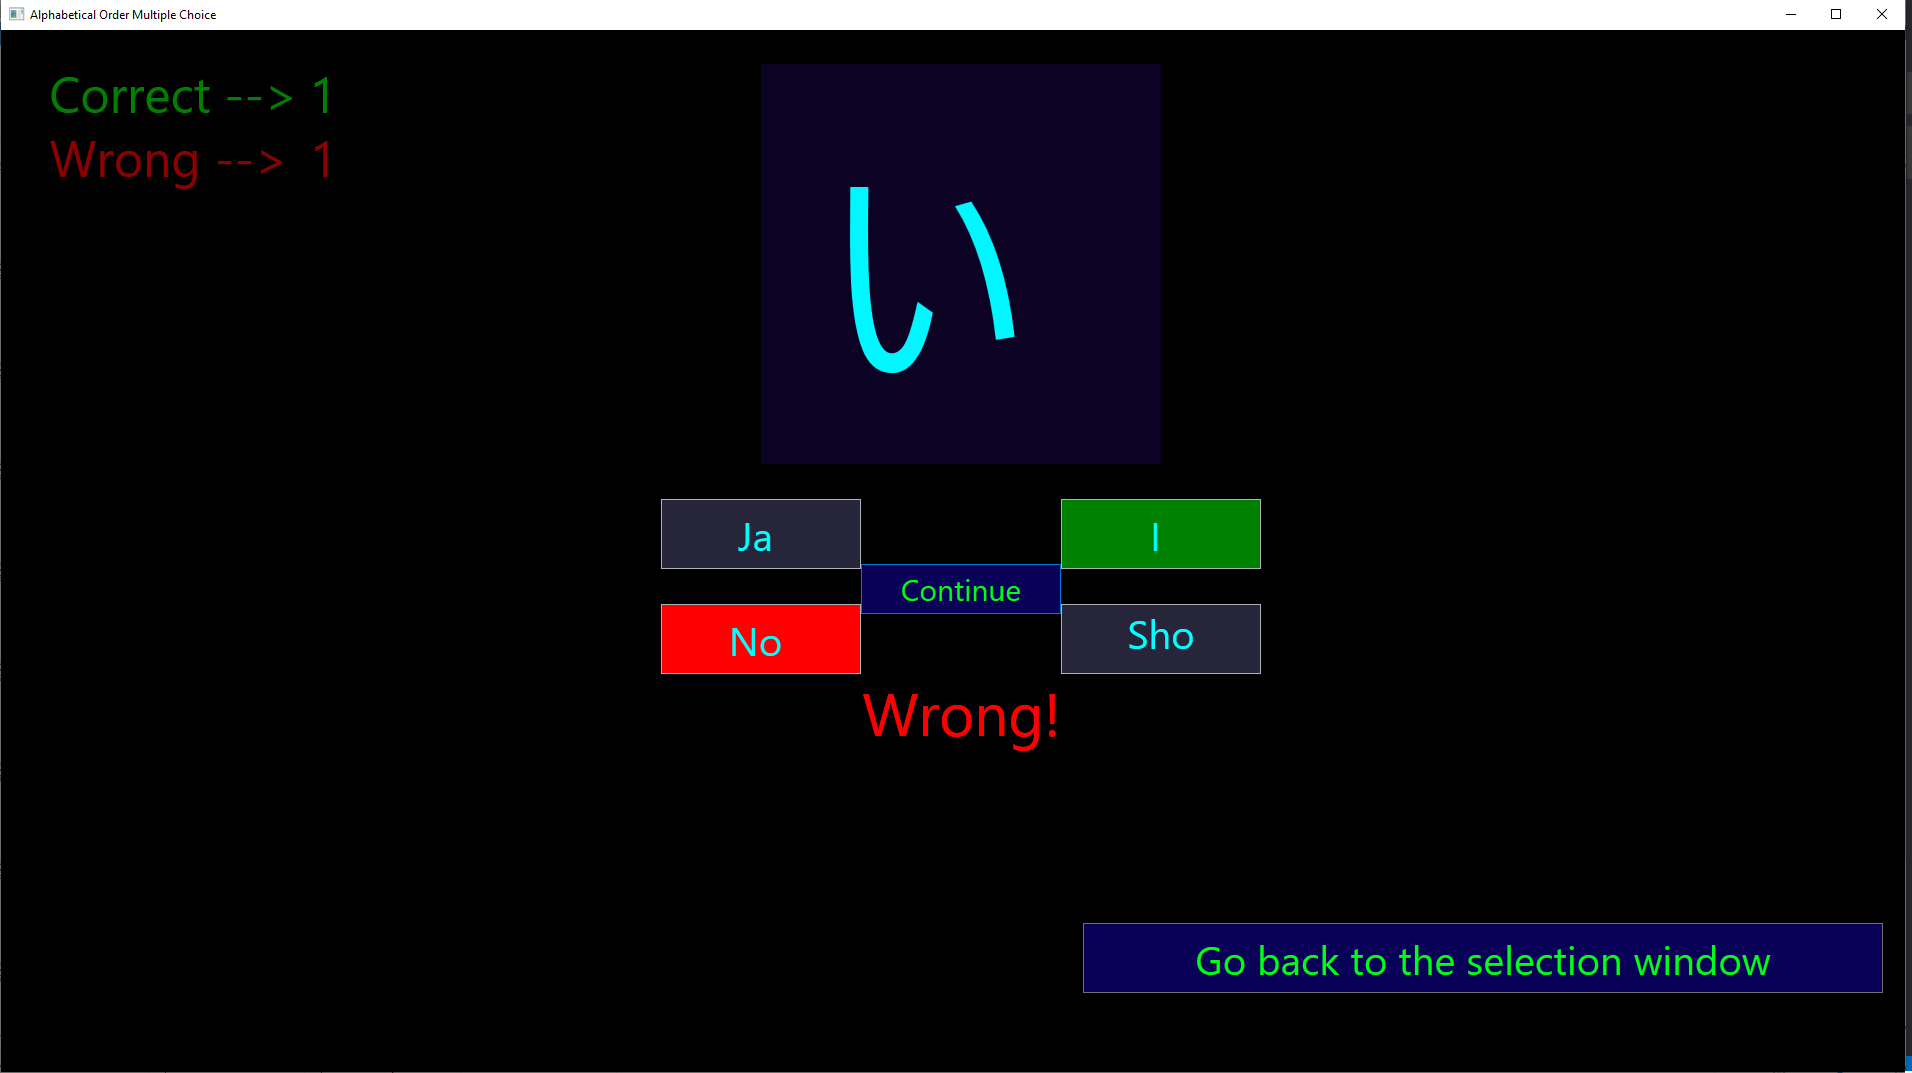 Alphabetical Order Multiple Choice
Correct --> 1
Wrong --> 1
い
Ja
I
Continue
No
Sho
Wrong!
Go back to the selection window